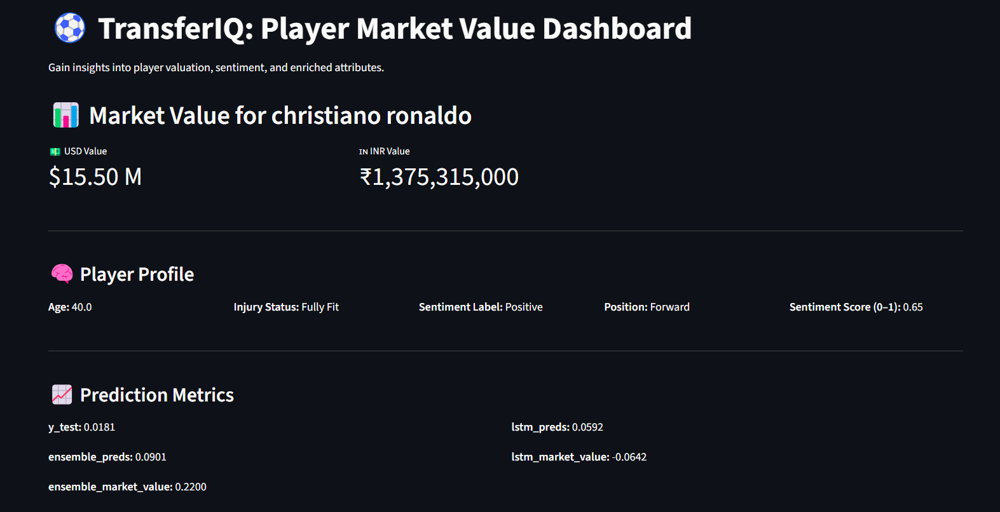 TransferIQ: Player Market Value Dashboard
Gain insights into player valuation, sentiment, and enriched attributes.
Market Value for christiano ronaldo
USD Value
$15.50 M
IN INR Value
₹1,375,315,000
Player Profile
Age: 40.0
Injury Status: Fully Fit
Sentiment Label: Positive
Position: Forward
Sentiment Score (0–1): 0.65
Prediction Metrics
y_test: 0.0181
lstm_preds: 0.0592
ensemble_preds: 0.0901
lstm_market_value: -0.0642
ensemble_market_value: 0.2200